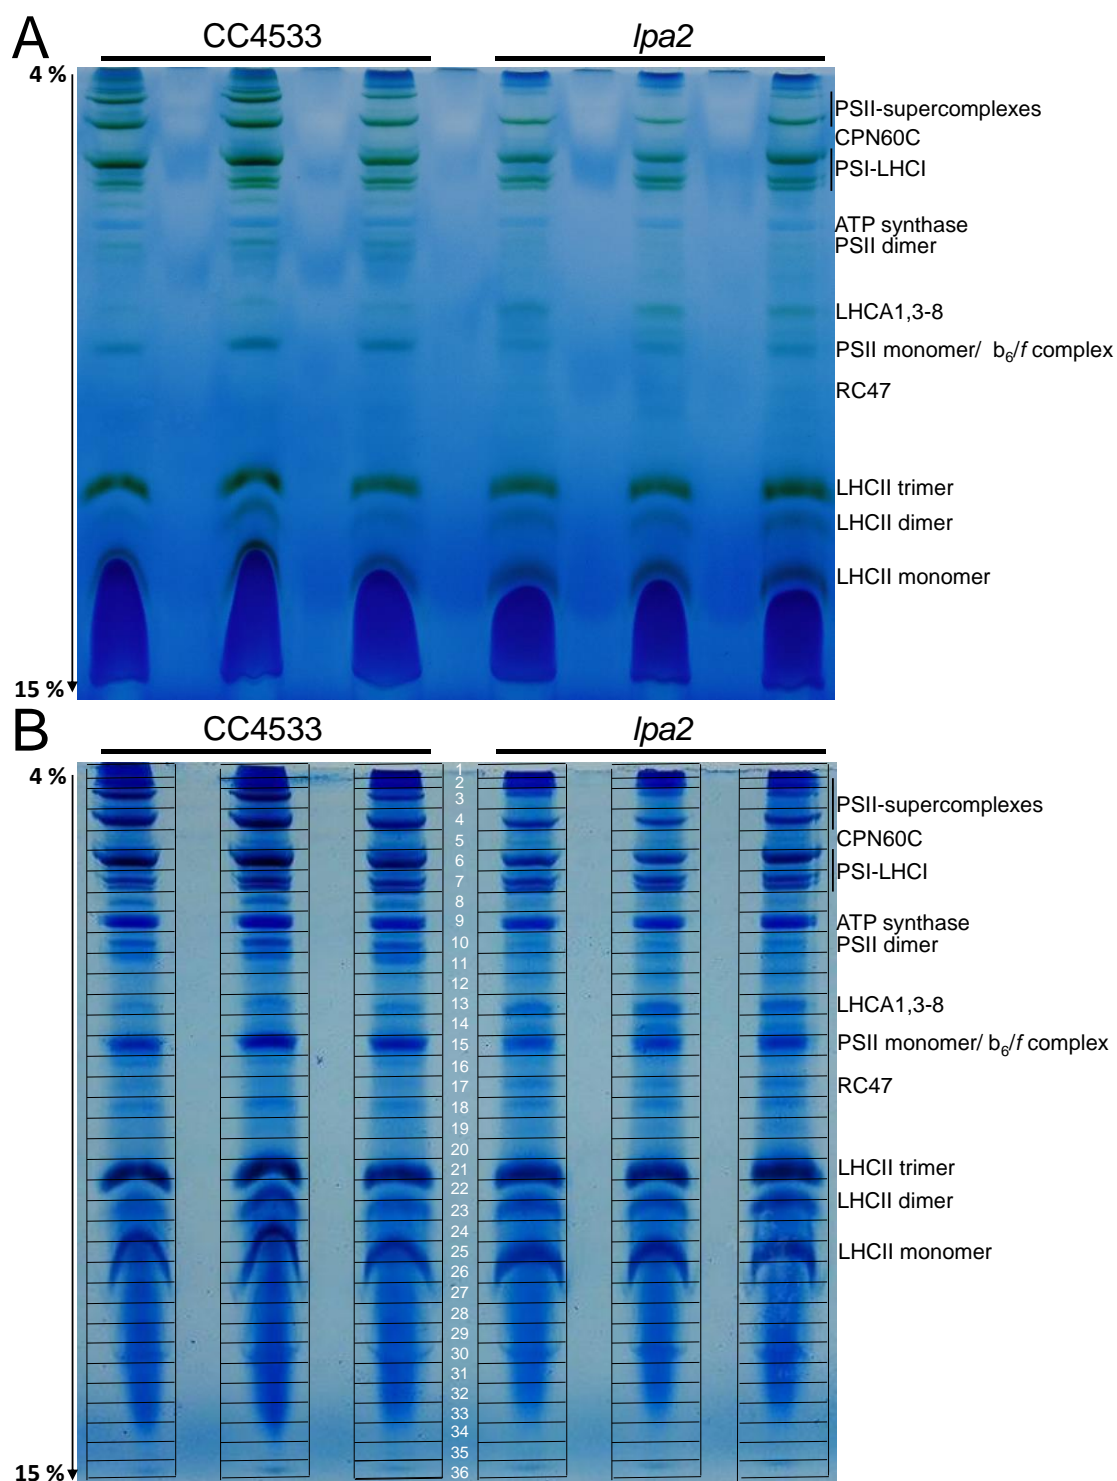 A
CC4533
lpa2
4 %
PSII-supercomplexes
CPN60C
PSI-LHCI
ATP synthase
PSII dimer
LHCA1,3-8
PSII monomer/ b₆/f complex
RC47
LHCII trimer
LHCII dimer
LHCII monomer
15 %
B
CC4533
lpa2
4 %
1
2
3
4
5
6
7
8
9
10
11
12
13
14
15
16
17
18
19
20
21
22
23
24
25
26
27
28
29
30
31
32
33
34
35
36
PSII-supercomplexes
CPN60C
PSI-LHCI
ATP synthase
PSII dimer
LHCA1,3-8
PSII monomer/ b₆/f complex
RC47
LHCII trimer
LHCII dimer
LHCII monomer
15 %